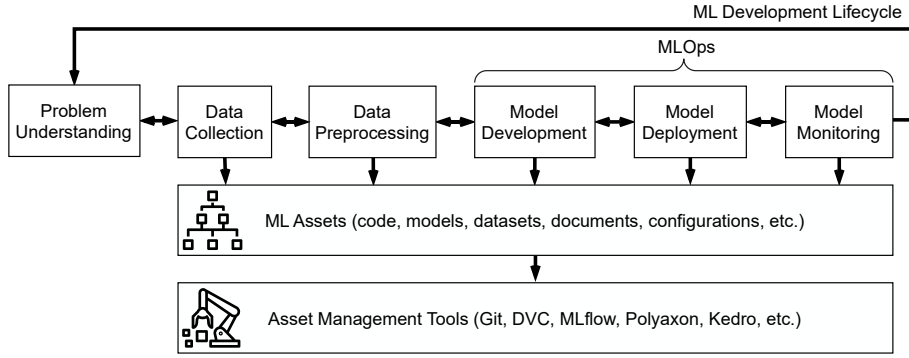 ML Development Lifecycle
MLOps
Problem
Understanding
Data
Collection
Data
Preprocessing
Model
Development
Model
Deployment
Model
Monitoring
ML Assets (code, models, datasets, documents, configurations, etc.)
Asset Management Tools (Git, DVC, MLflow, Polyaxon, Kedro, etc.)